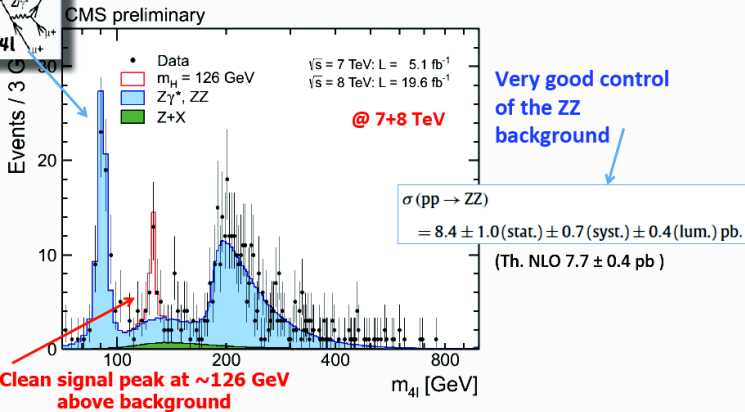 CMS preliminary
4l
μ+
μ+
Events / 3 G
30
20
10
0
Data
m_H = 126 GeV
Zγ*, ZZ
Z+X
√s = 7 TeV: L = 5.1 fb⁻¹
√s = 8 TeV: L = 19.6 fb⁻¹
@ 7+8 TeV
100
200
400
800
m_4l [GeV]
Clean signal peak at ~126 GeV
above background
Very good control
of the ZZ
background
σ(pp → ZZ)
= 8.4 ± 1.0 (stat.) ± 0.7 (syst.) ± 0.4 (lum.) pb.
(Th. NLO 7.7 ± 0.4 pb )